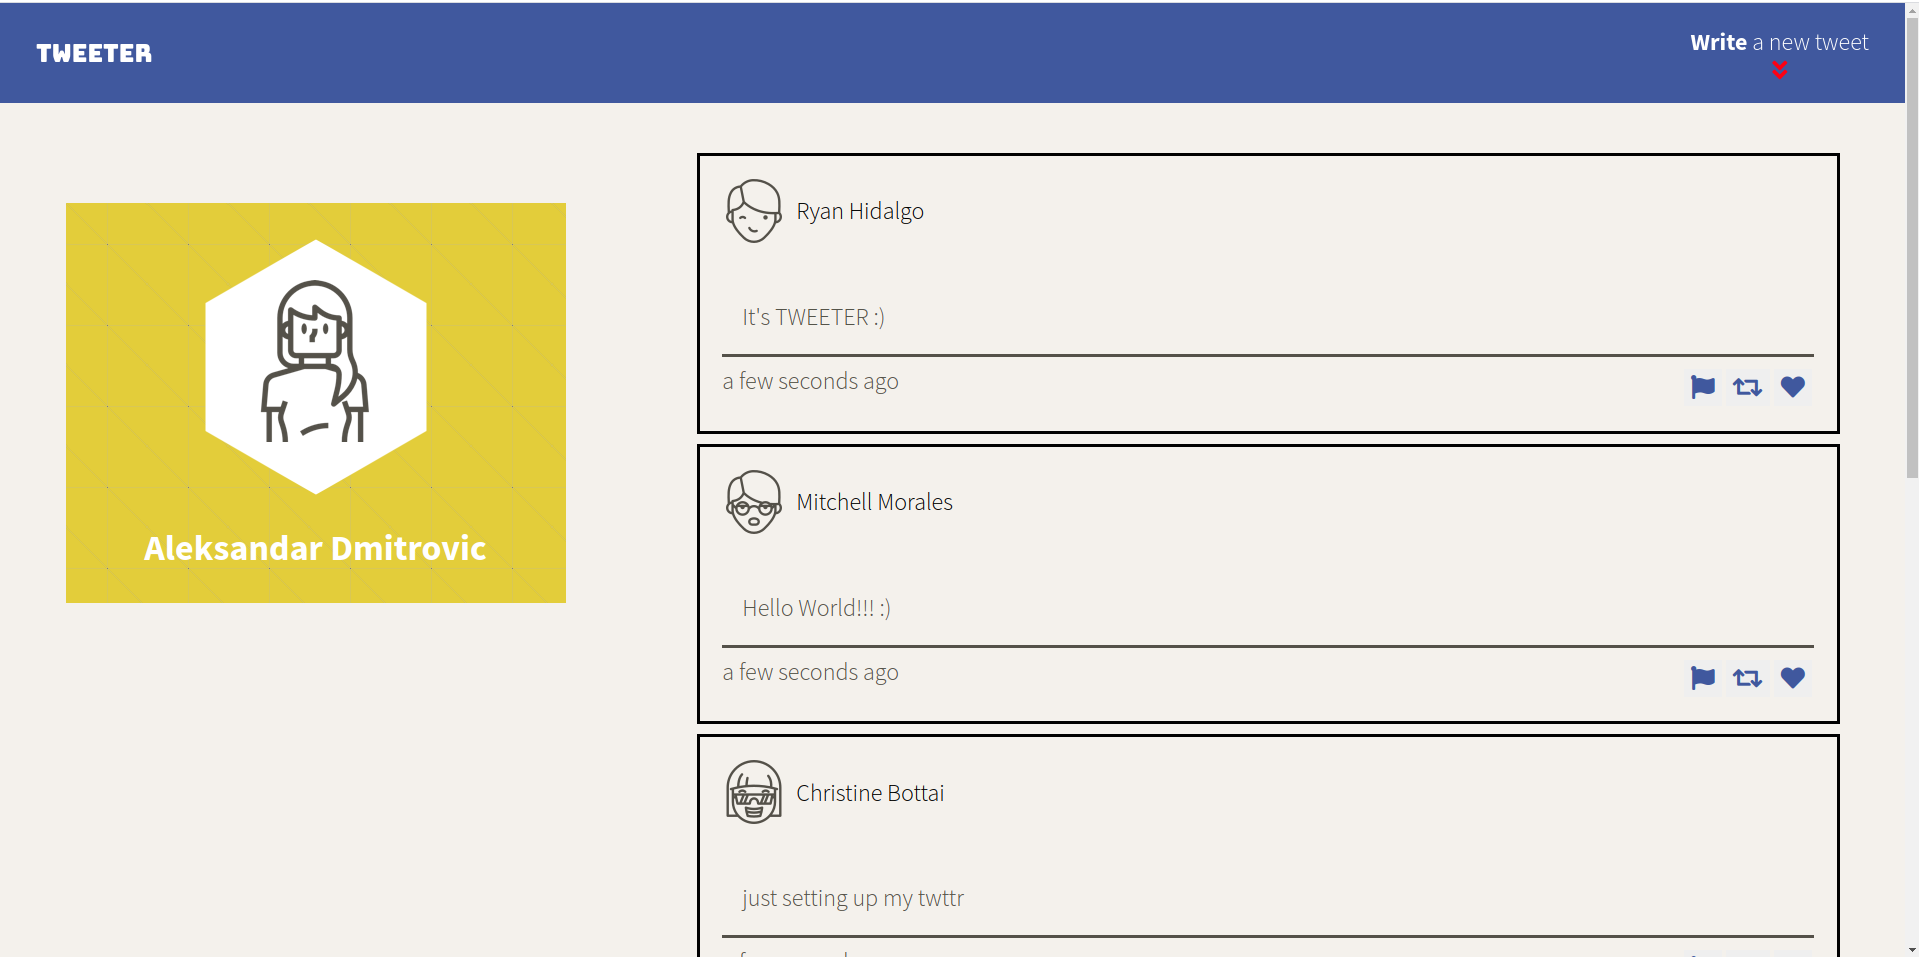 TWEETER
Write a new tweet
Aleksandar Dmitrovic
Ryan Hidalgo
It's TWEETER :)
a few seconds ago
Mitchell Morales
Hello World!!! :)
a few seconds ago
Christine Bottai
just setting up my twttr